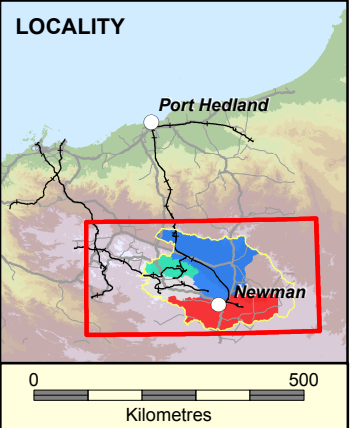 LOCALITY
Port Hedland
Newman
0 500
Kilometres